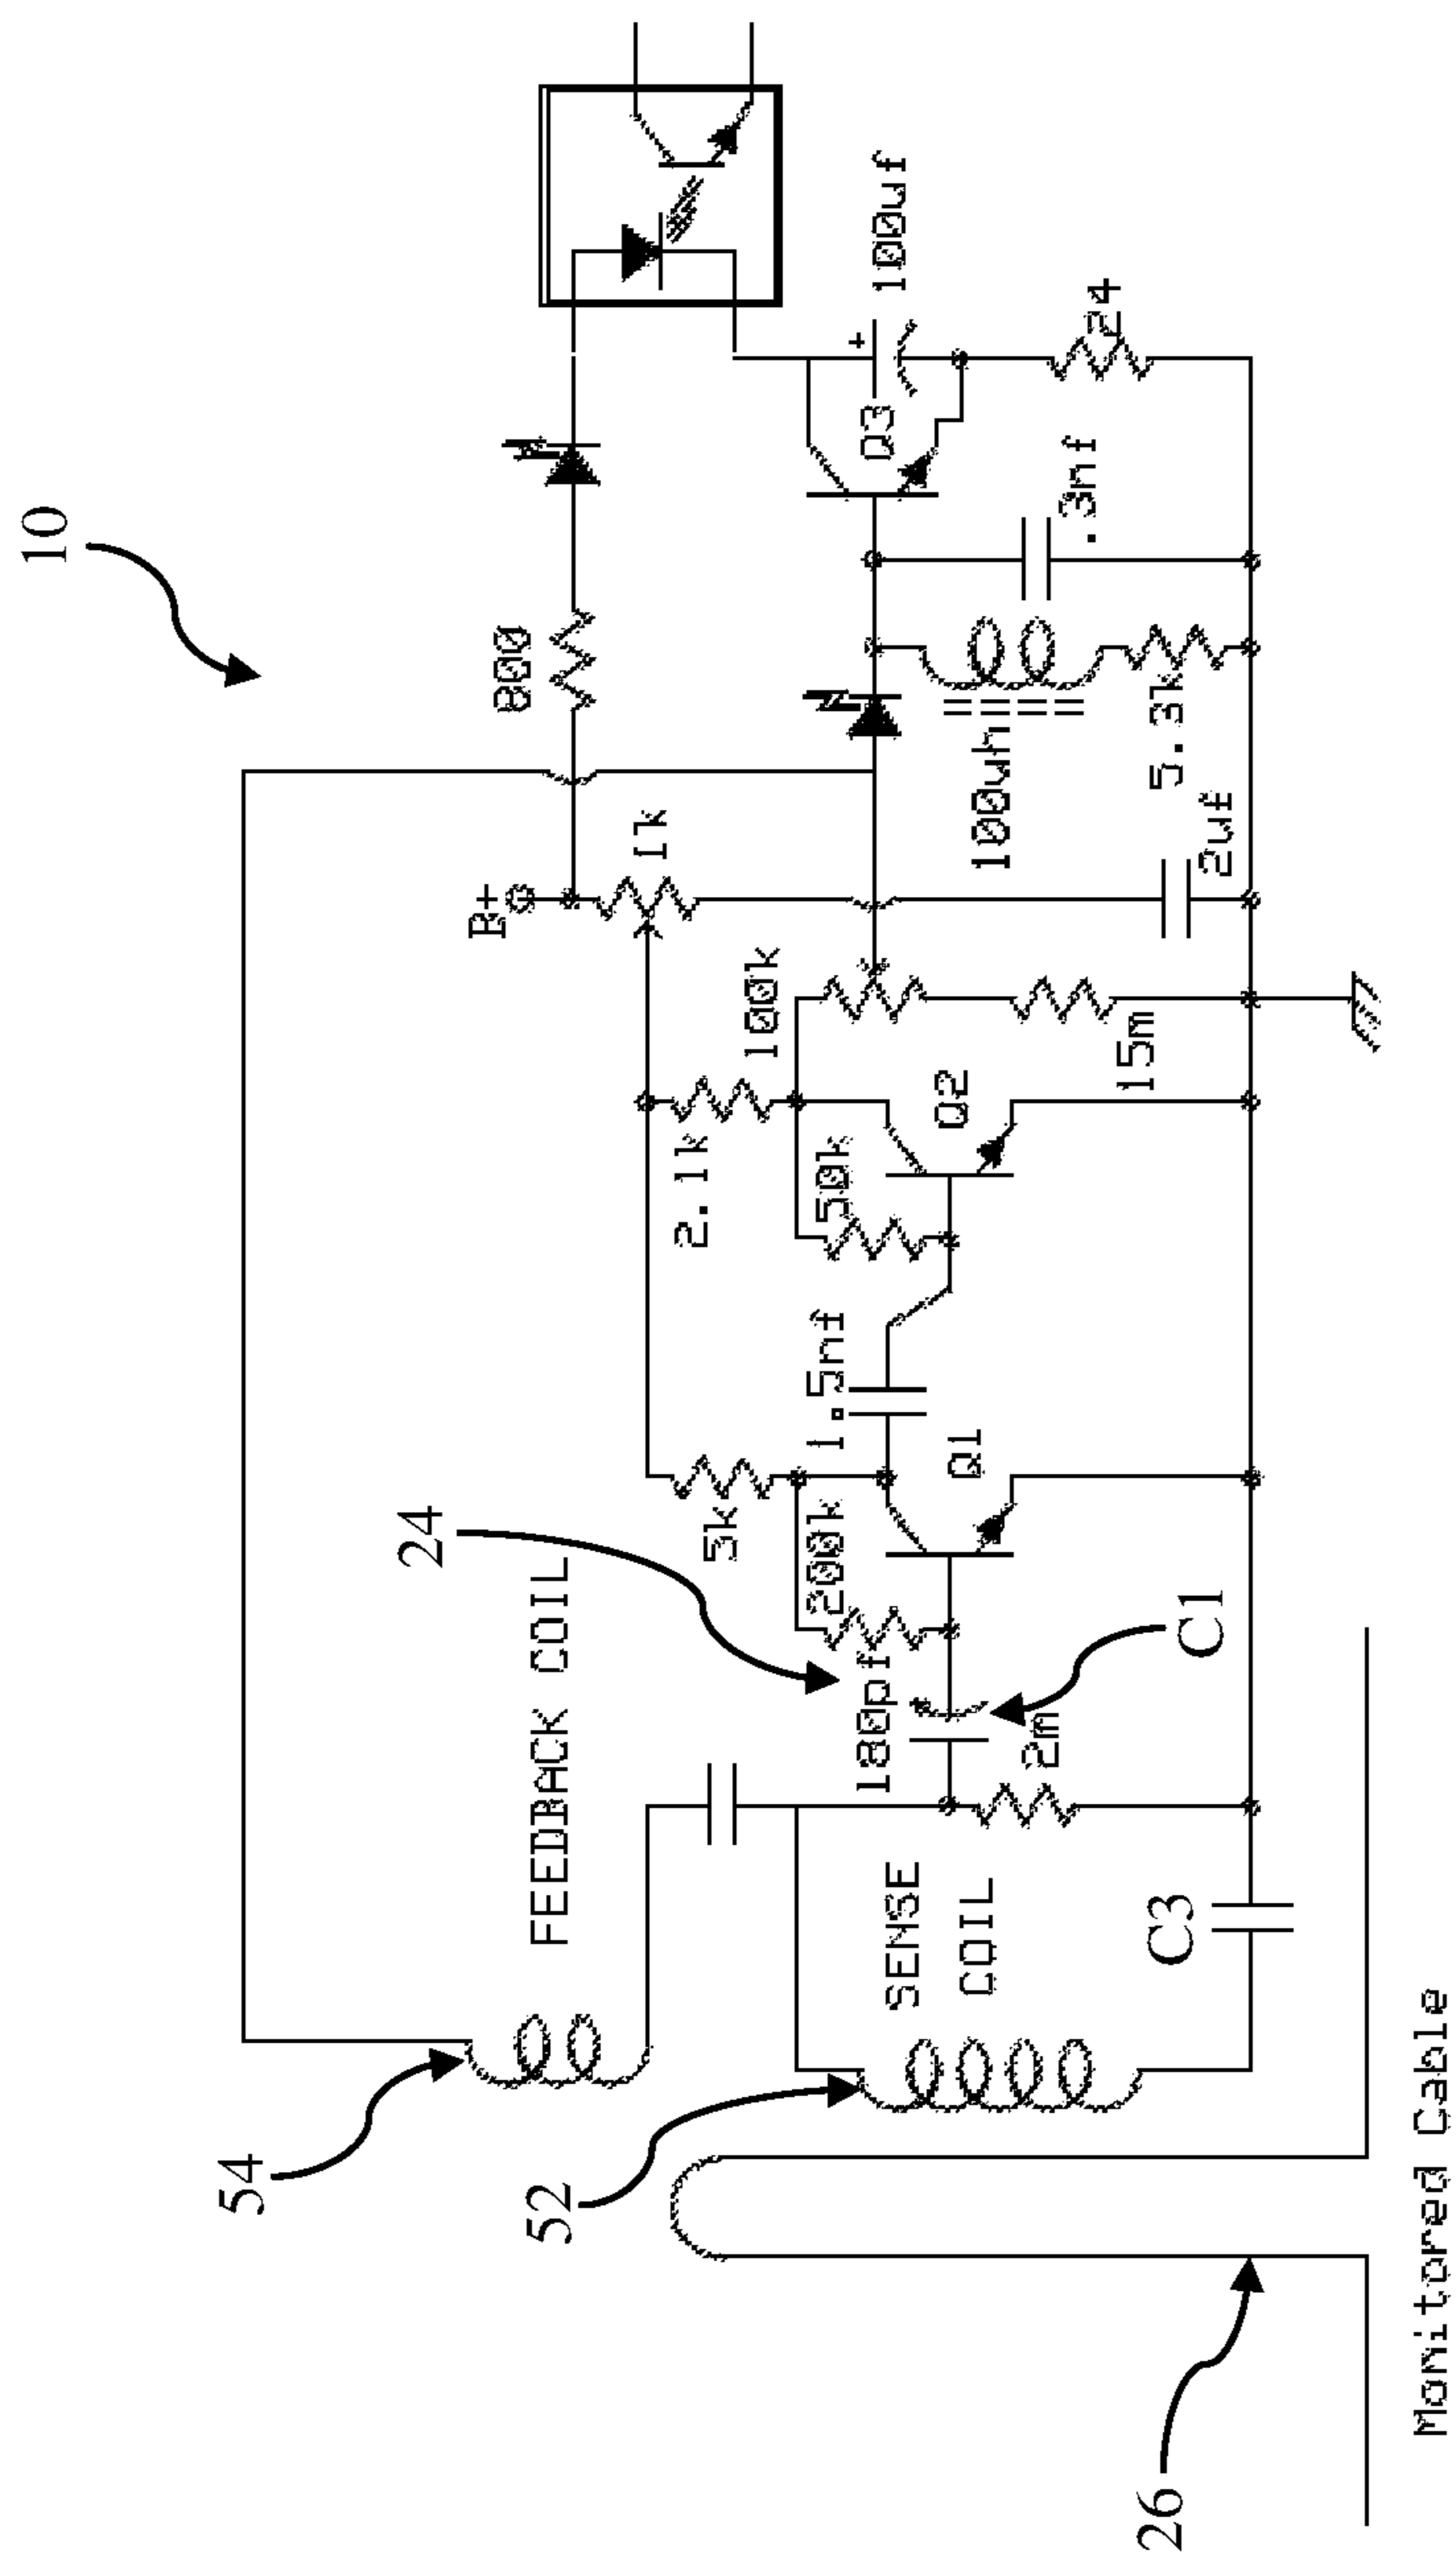 10
54
FEEDBACK COIL
24
B+
800
52
5k
2.1k
1k
200k
1.5nf
50k
100k
180pf
SENSE
COIL
Q1
Q2
Q3
100uf
2m
C1
15m
100uh
5.3k
.3nf
24
2uf
C3
26
Monitored Cable